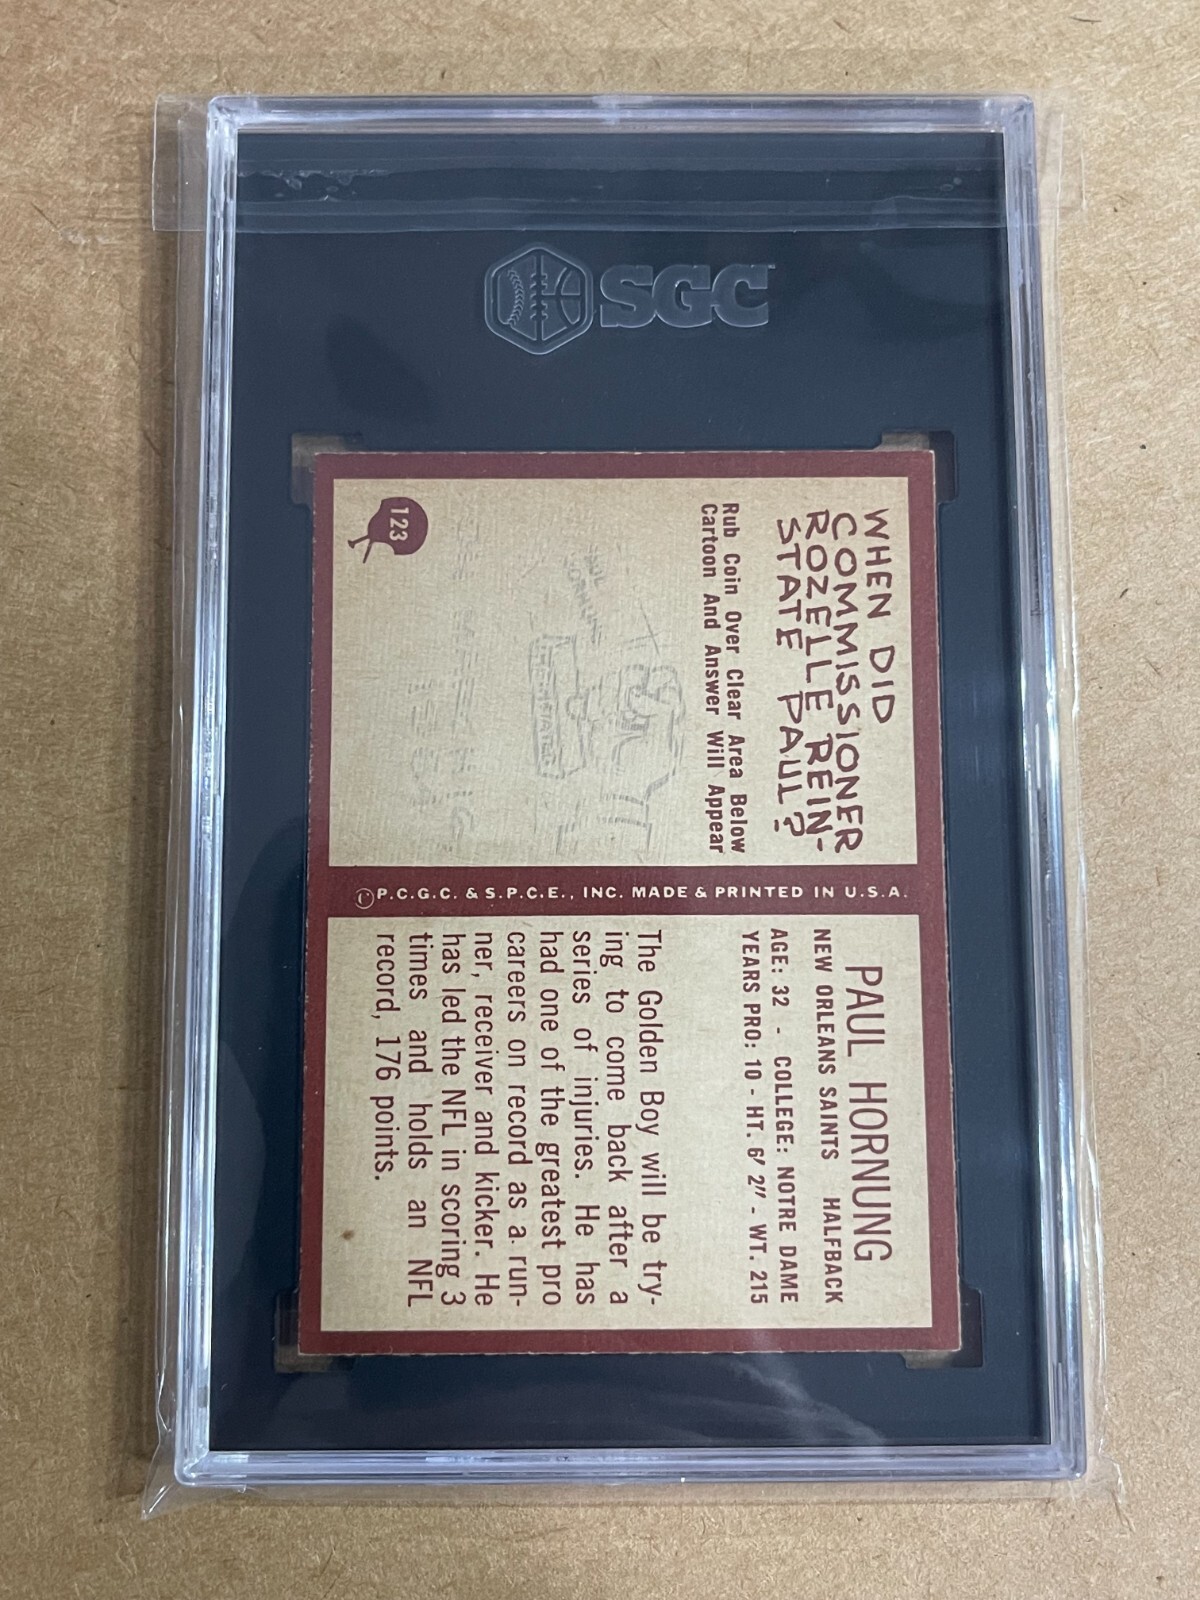 SGC
WHEN DID
COMMISSIONER
ROZELLE REIN-
STATE PAUL?
Rub Coin Over Clear Area Below
Cartoon And Answer Will Appear
123
©P.C.G.C. & S.P.C.E., INC. MADE & PRINTED IN U.S.A.
PAUL HORNUNG
NEW ORLEANS SAINTS HALFBACK
AGE: 32 - COLLEGE: NOTRE DAME
YEARS PRO: 10 - HT. 6' 2" - WT. 215
The Golden Boy will be try-
ing to come back after a
series of injuries. He has
had one of the greatest pro
careers on record as a run-
ner, receiver and kicker. He
has led the NFL in scoring 3
times and holds an NFL
record, 176 points.